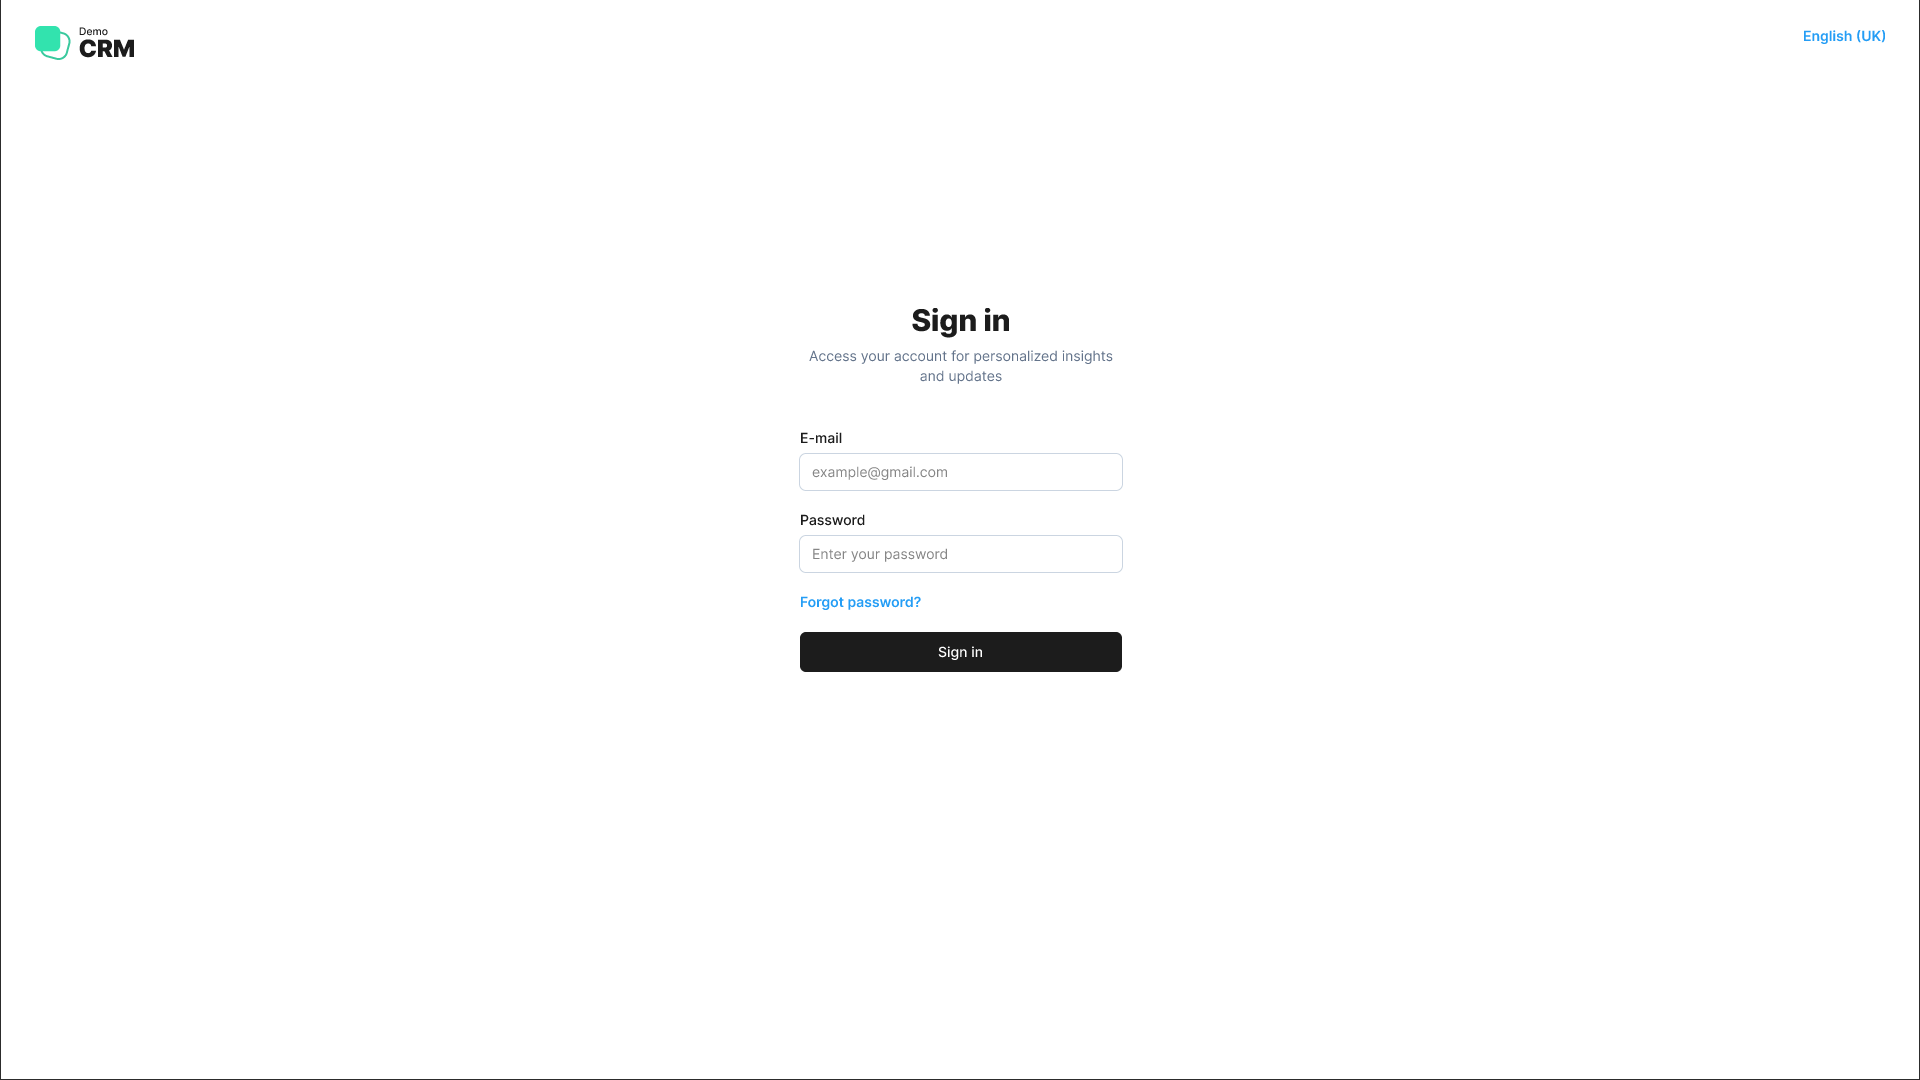 Demo
CRM
English (UK)
Sign in
Access your account for personalized insights
and updates
E-mail
example@gmail.com
Password
Enter your password
Forgot password?
Sign in